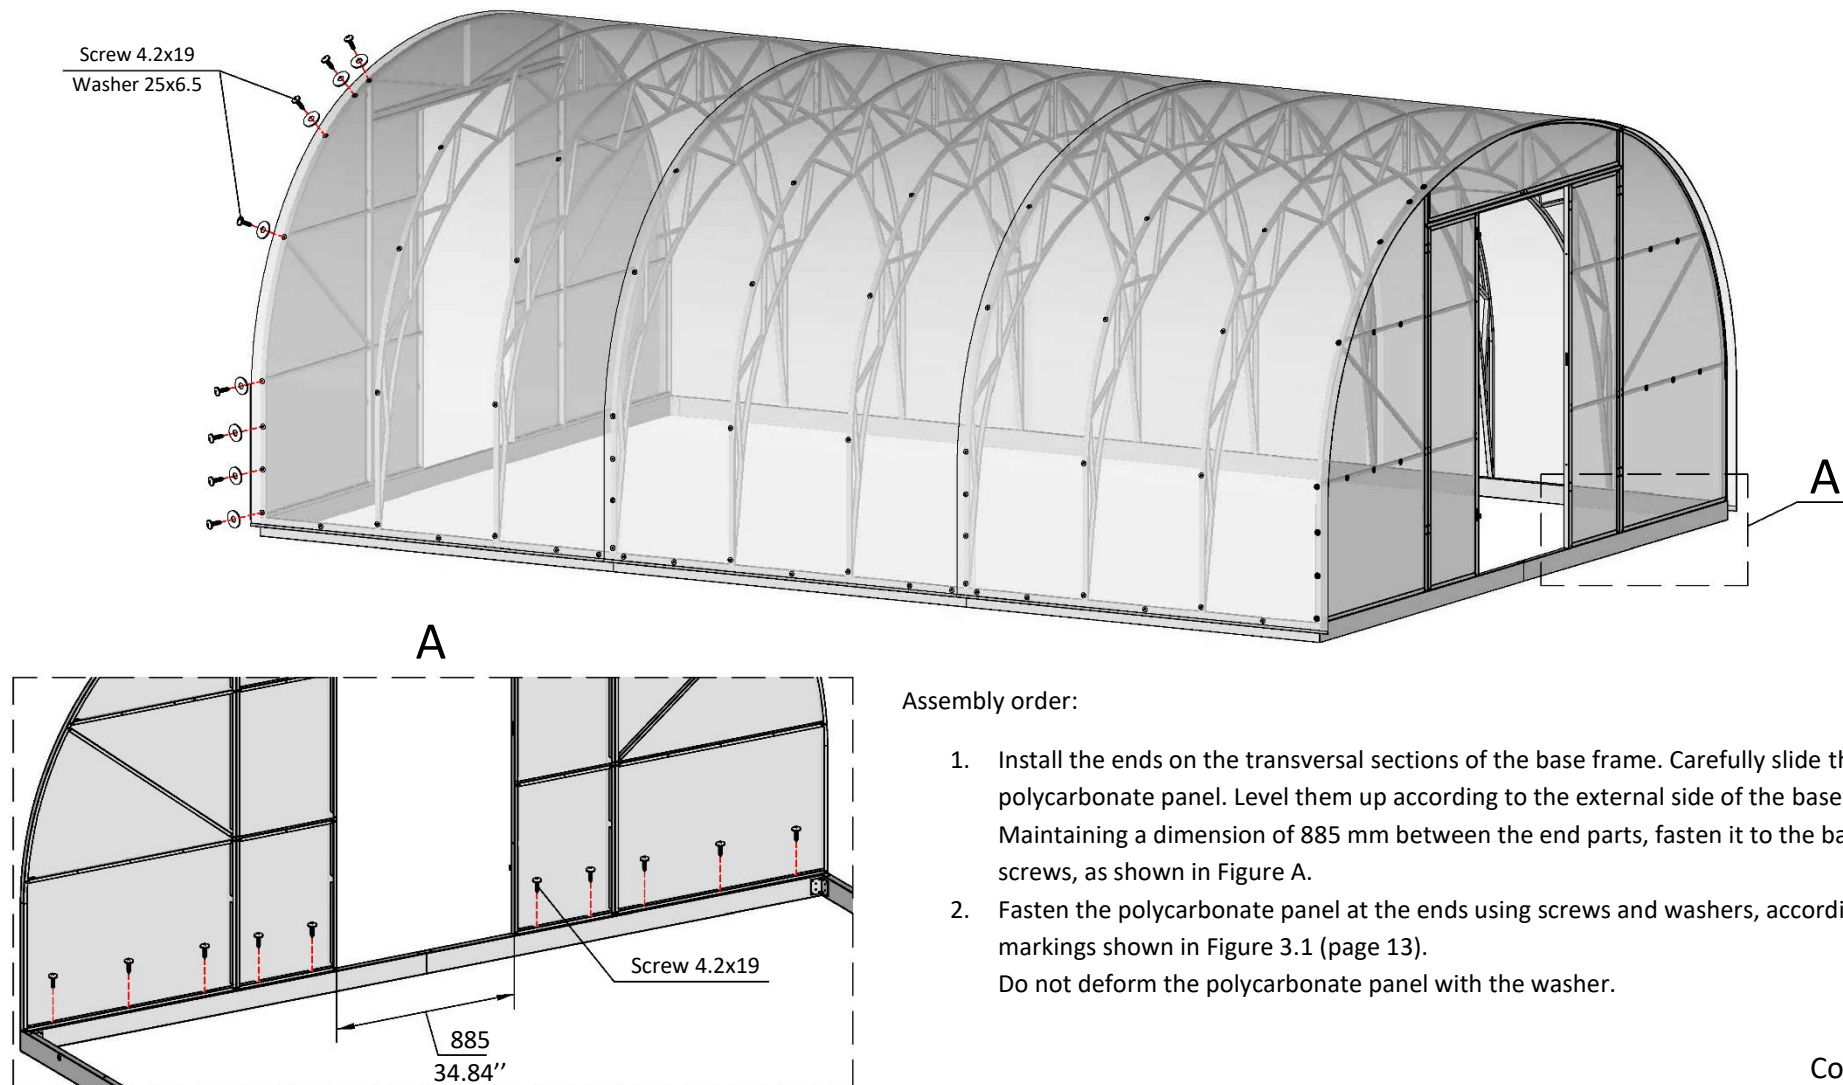 Screw 4.2x19
Washer 25x6.5
A
A
Screw 4.2x19
885
34.84’’
Assembly order:
1. Install the ends on the transversal sections of the base frame. Carefully slide
polycarbonate panel. Level them up according to the external side of the base
Maintaining a dimension of 885 mm between the end parts, fasten it to the
screws, as shown in Figure A.
2. Fasten the polycarbonate panel at the ends using screws and washers,
markings shown in Figure 3.1 (page 13).
Do not deform the polycarbonate panel with the washer.